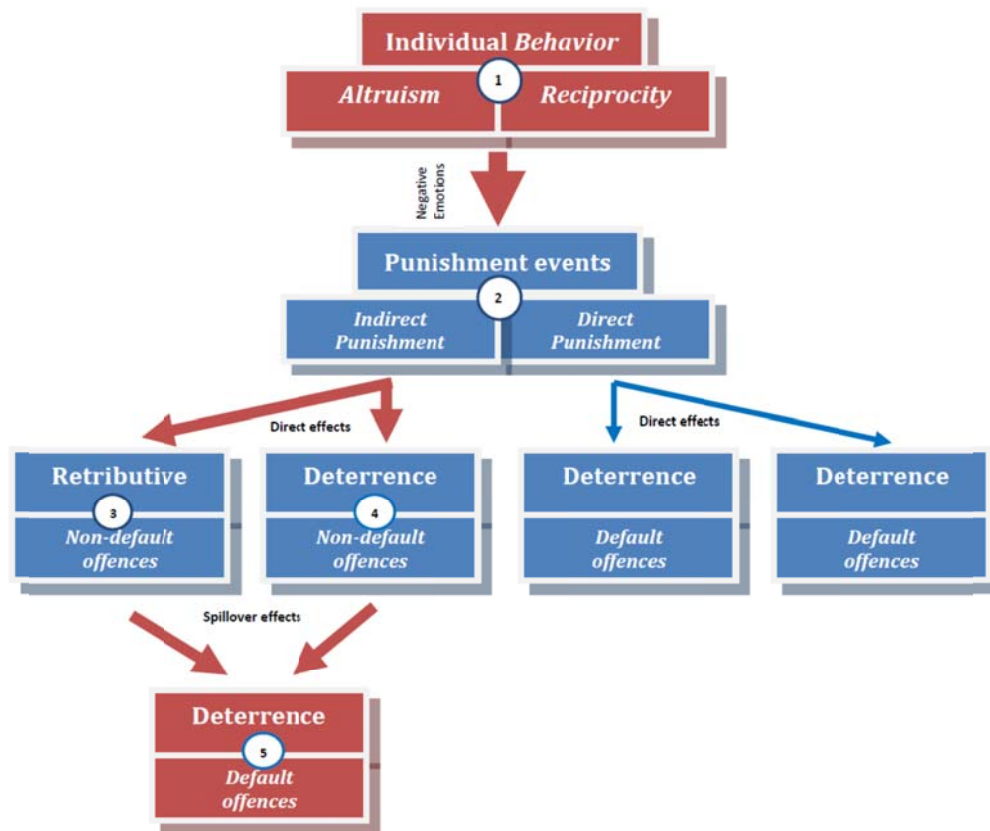 Individual Behavior
1
Altruism
Reciprocity
Negative
Emotions
Punishment events
2
Indirect
Punishment
Direct
Punishment
Direct effects
Direct effects
Retributive
3
Non-default
offences
Deterrence
4
Non-default
offences
Deterrence
Default
offences
Deterrence
Default
offences
Spillover effects
Deterrence
5
Default
offences